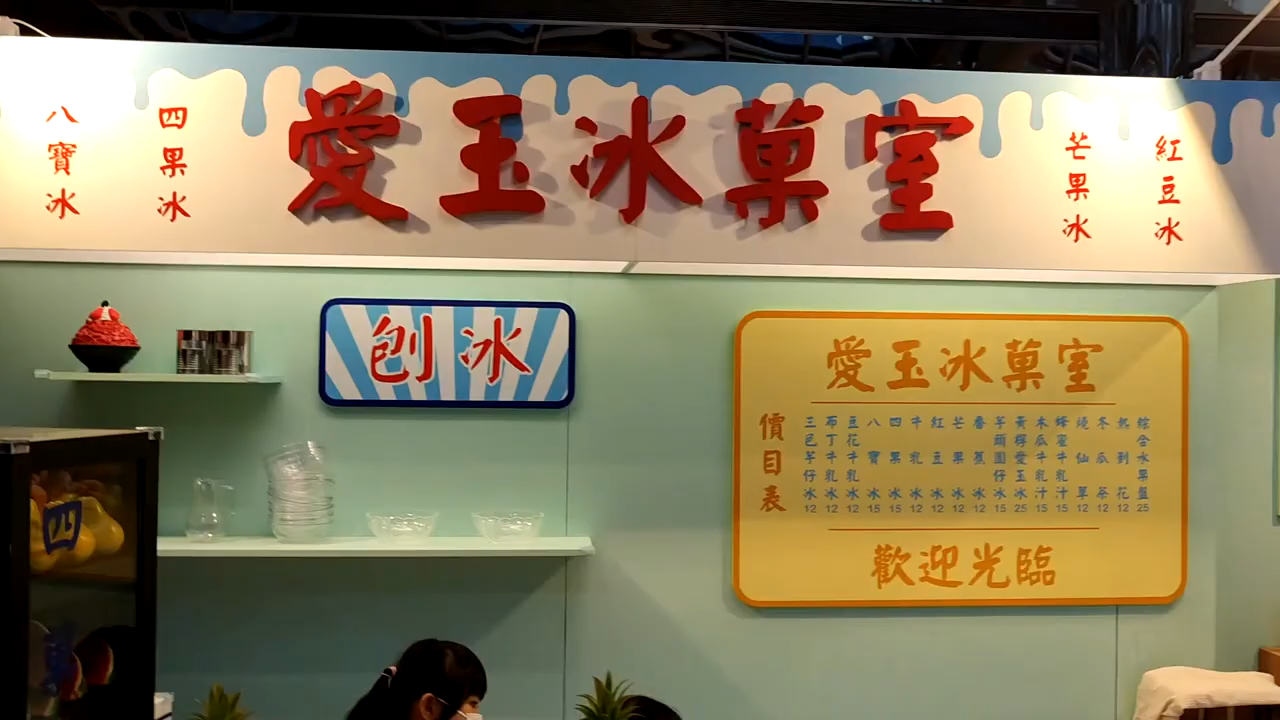 八寶冰
四果冰
愛玉冰菓室
芒果冰
紅豆冰
刨冰
愛玉冰菓室
價目表
三色芋仔冰 12
布丁牛乳冰 12
豆花牛乳冰 12
八寶冰 15
四果冰 15
牛乳冰 12
紅豆冰 12
芒果冰 12
冰 12
芋頭圓仔冰 15
黃檸愛玉冰 25
木瓜牛乳汁 15
蜂蜜牛乳汁 15
燒仙草 12
冬瓜茶 12
花 12
綜合水果盤 25
歡迎光臨
四